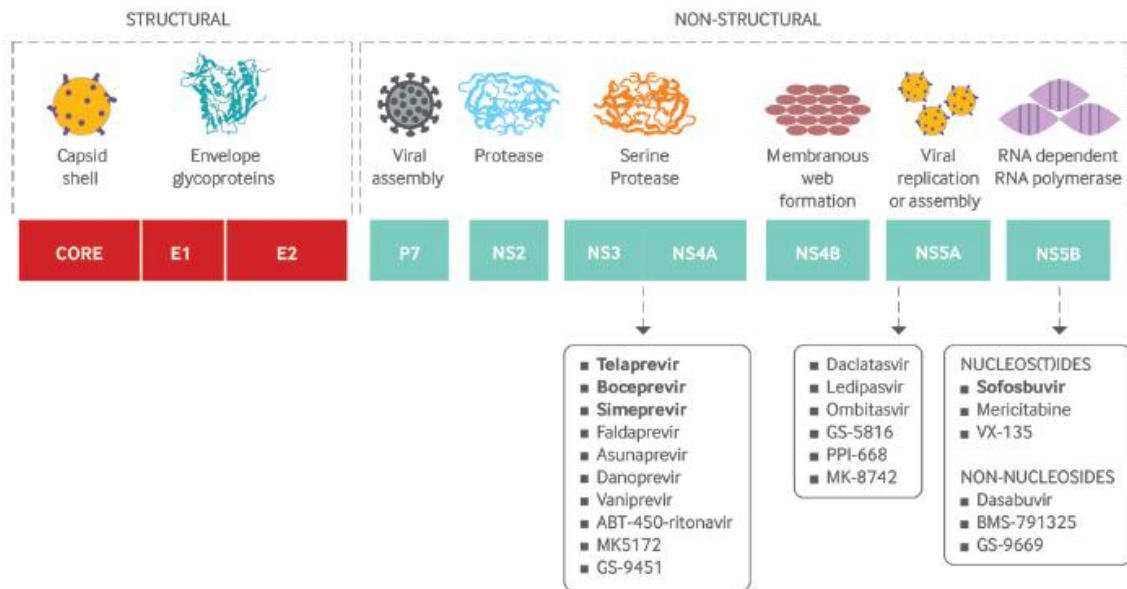 STRUCTURAL
NON-STRUCTURAL
Capsid
shell
Envelope
glycoproteins
Viral
assembly
Protease
Serine
Protease
Membranous
web
formation
Viral
replication
or assembly
RNA dependent
RNA polymerase
CORE
E1
E2
P7
NS2
NS3
NS4A
NS4B
NS5A
NS5B
■ Telaprevir
■ Boceprevir
■ Simeprevir
■ Faldaprevir
■ Asunaprevir
■ Danoprevir
■ Vaniprevir
■ ABT-450-ritonavir
■ MK5172
■ GS-9451
■ Daclatasvir
■ Ledipasvir
■ Ombitasvir
■ GS-5816
■ PPI-668
■ MK-8742
NUCLEOS(T)IDES
■ Sofosbuvir
■ Mericitabine
■ VX-135
NON-NUCLEOSIDES
■ Dasabuvir
■ BMS-791325
■ GS-9669